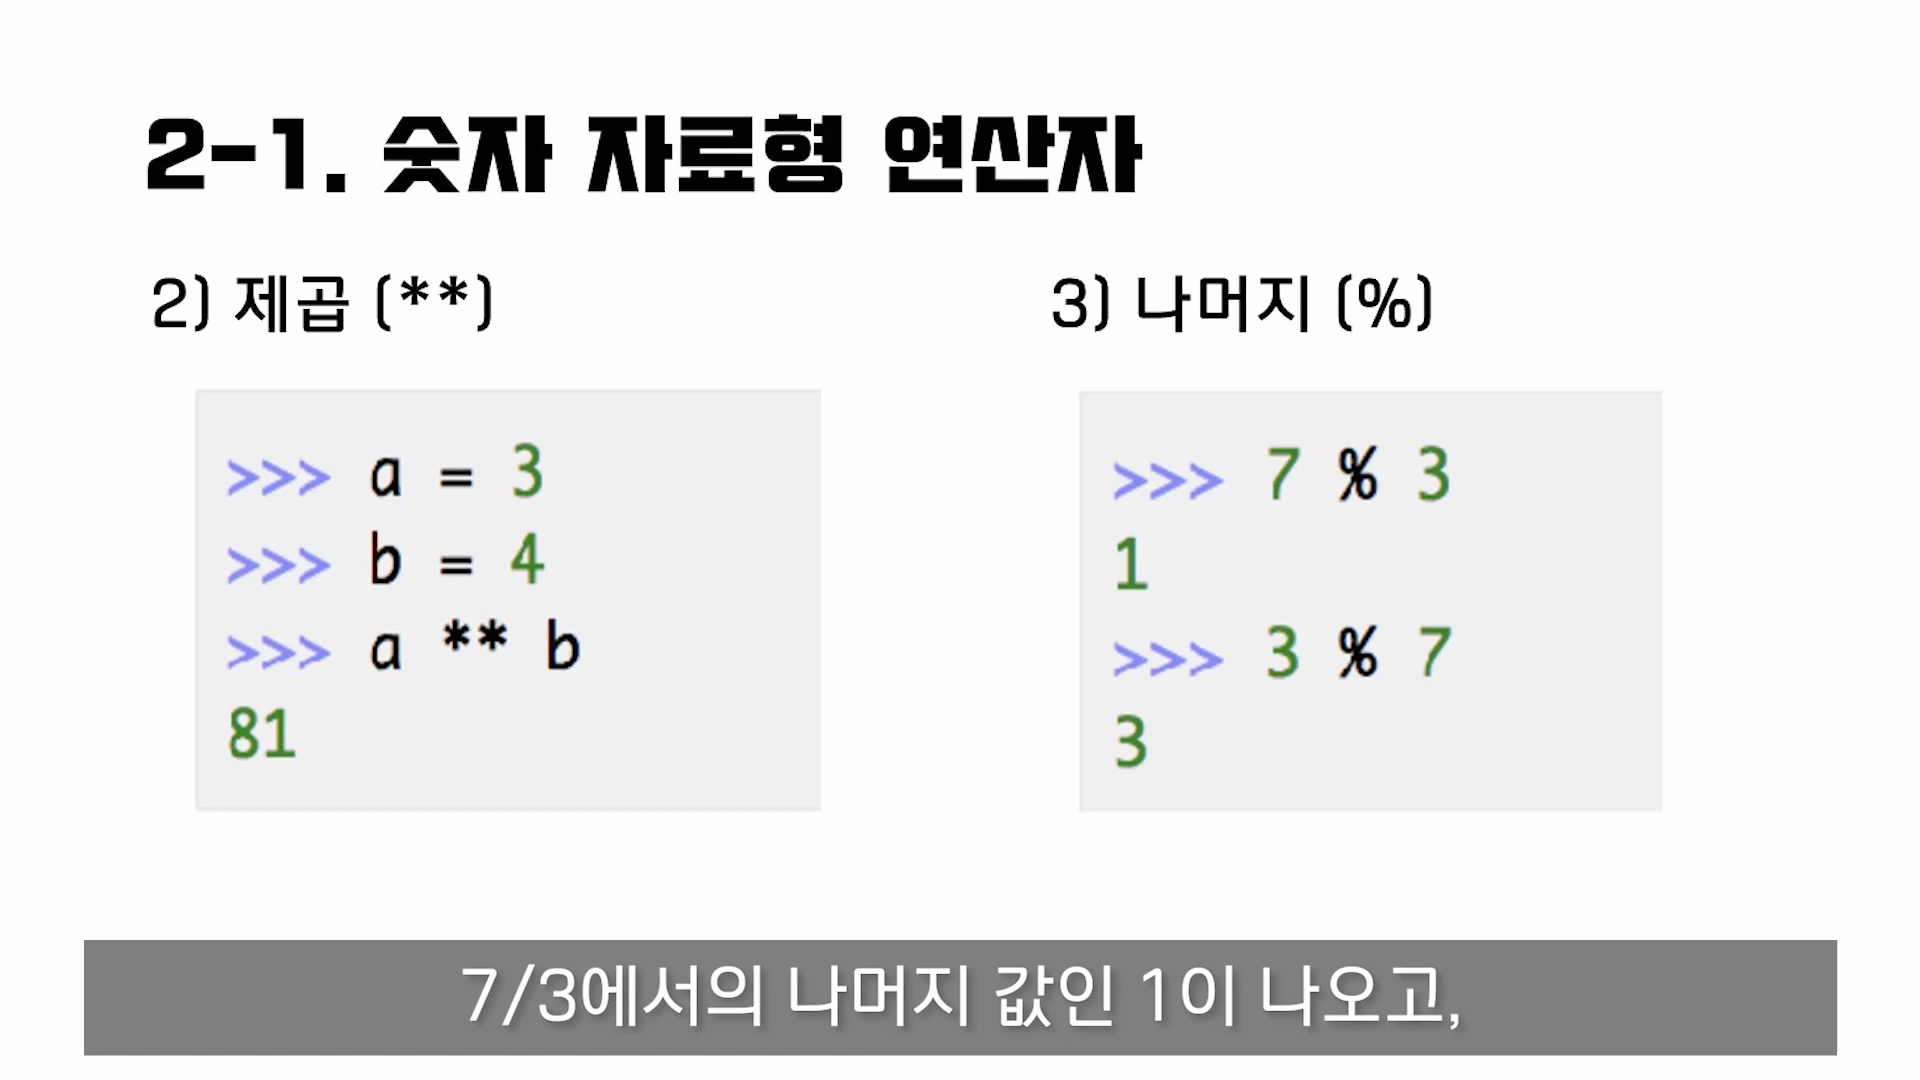 2-1. 숫자 자료형 연산자
2) 제곱 (**)
>>> a = 3
>>> b = 4
>>> a ** b
81
3) 나머지 (%)
>>> 7 % 3
1
>>> 3 % 7
3
7/3에서의 나머지 값인 1이 나오고,